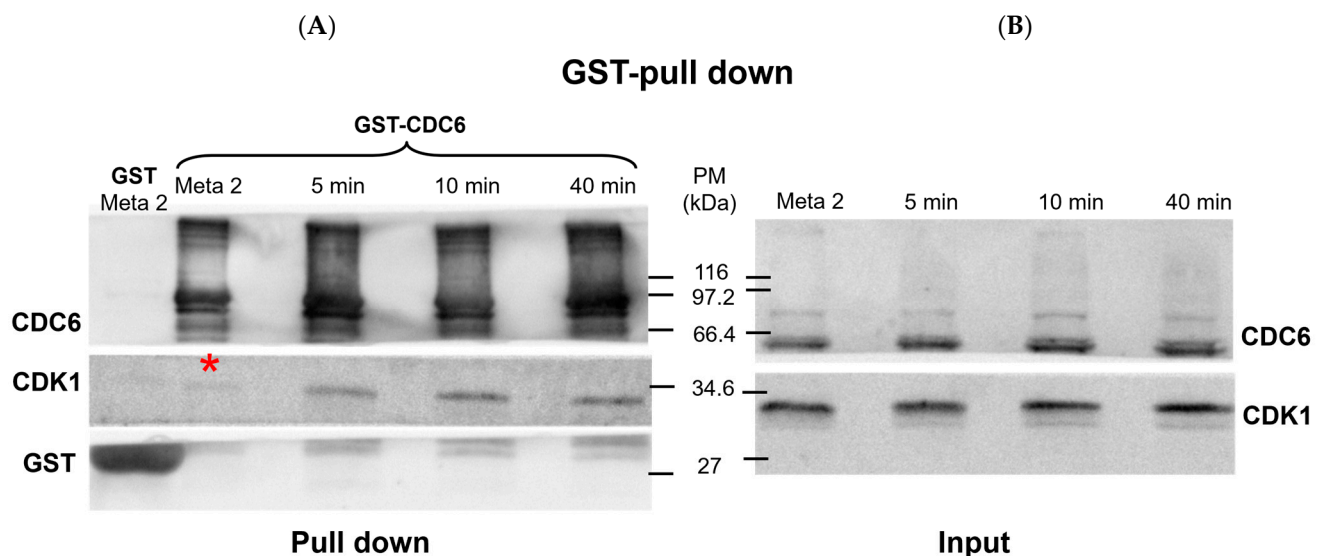 (A)
(B)
GST-pull down
GST-CDC6
GST
Meta 2
Meta 2
5 min
10 min
40 min
PM
(kDa)
Meta 2
5 min
10 min
40 min
116
97.2
66.4
34.6
27
CDC6
*
CDK1
GST
CDC6
CDK1
Pull down
Input